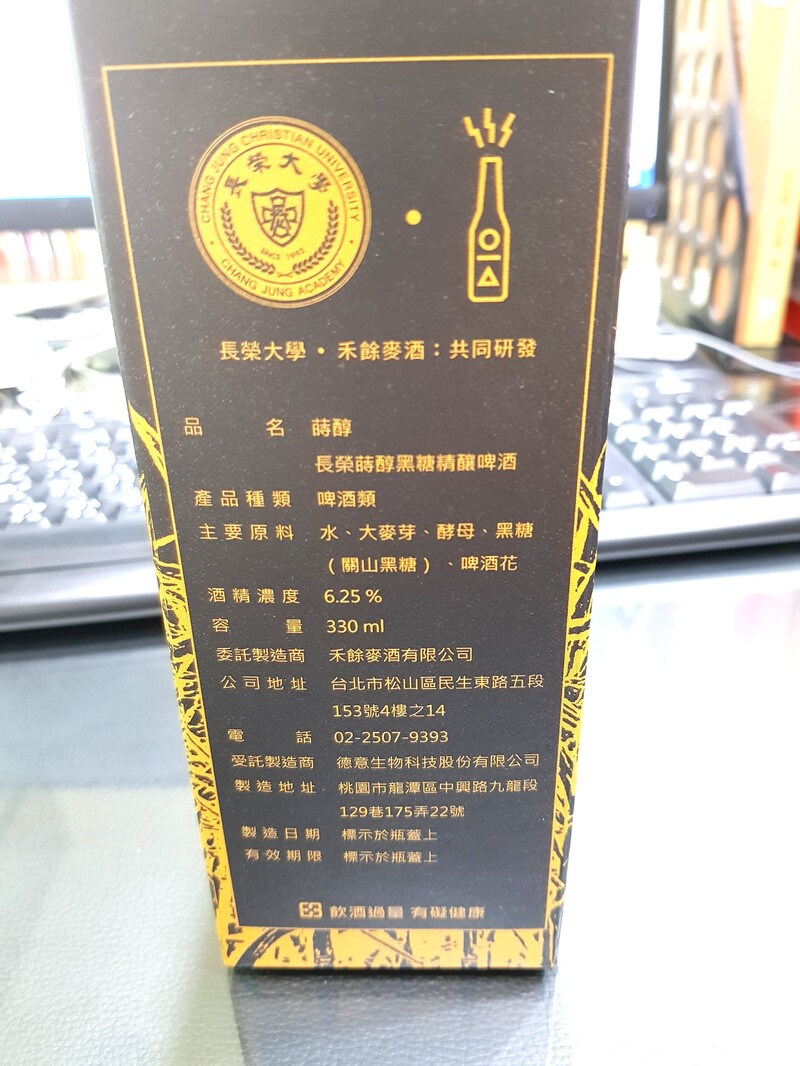 CHANG JUNG CHRISTIAN UNIVERSITY
長榮大學
SINCE 1993
CHANG JUNG ACADEMY
長榮大學•禾餘麥酒：共同研發
品名 蒔醇
長榮蒔醇黑糖精釀啤酒
產品種類 啤酒類
主要原料 水、大麥芽、酵母、黑糖
(關山黑糖)、啤酒花
酒精濃度 6.25 %
容量 330 ml
委託製造商 禾餘麥酒有限公司
公司地址 台北市松山區民生東路五段
153號4樓之14
電話 02-2507-9393
受託製造商 德意生物科技股份有限公司
製造地址 桃園市龍潭區中興路九龍段
129巷175弄22號
製造日期 標示於瓶蓋上
有效期限 標示於瓶蓋上
飲酒過量 有礙健康